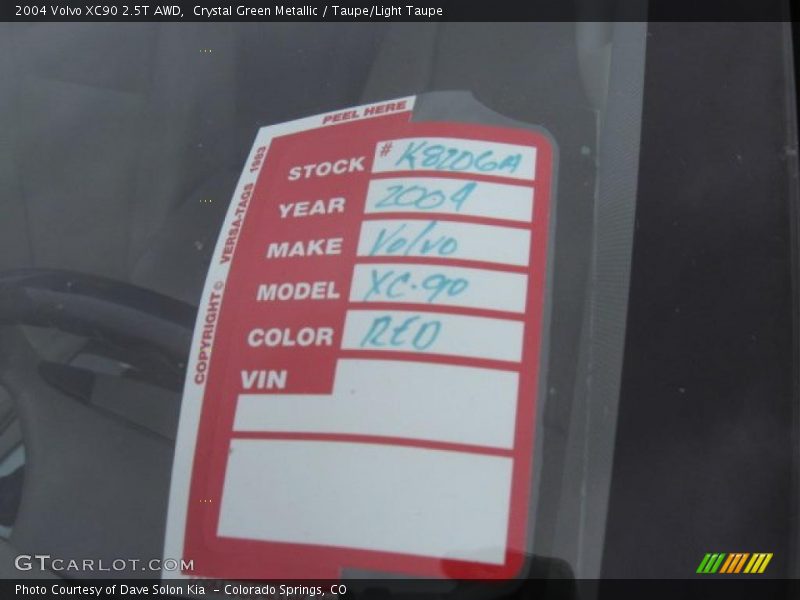 2004 Volvo XC90 2.5T AWD, Crystal Green Metallic / Taupe/Light Taupe
PEEL HERE
COPYRIGHT © VERSA-TAGS 1983
STOCK # K8206A
YEAR 2004
MAKE Volvo
MODEL XC-90
COLOR RED
VIN
GTCARLOT.COM
Photo Courtesy of Dave Solon Kia - Colorado Springs, CO